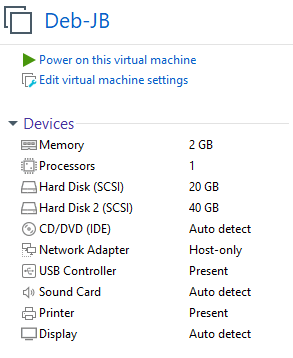 Deb-JB
Power on this virtual machine
Edit virtual machine settings
Devices
Memory 2 GB
Processors 1
Hard Disk (SCSI) 20 GB
Hard Disk 2 (SCSI) 40 GB
CD/DVD (IDE) Auto detect
Network Adapter Host-only
USB Controller Present
Sound Card Auto detect
Printer Present
Display Auto detect